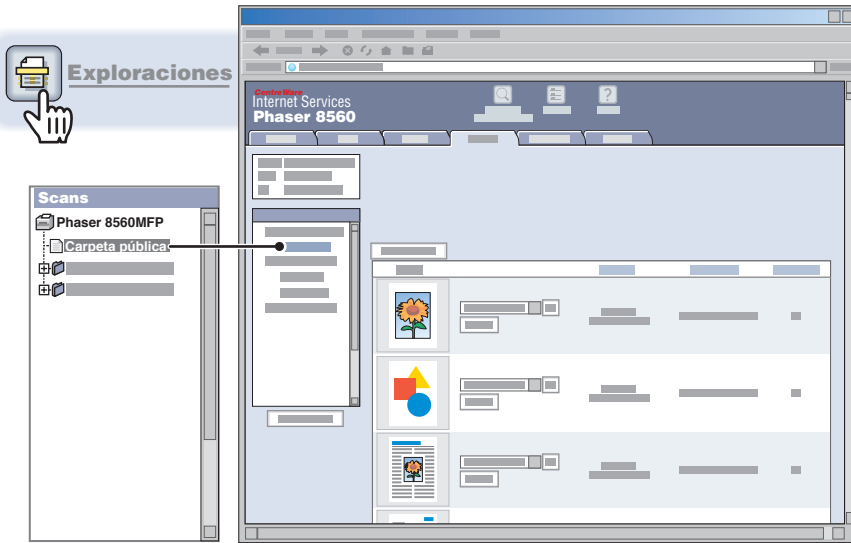 Exploraciones
CentreWare
Internet Services
Phaser 8560
?
Scans
Phaser 8560MFP
Carpeta pública